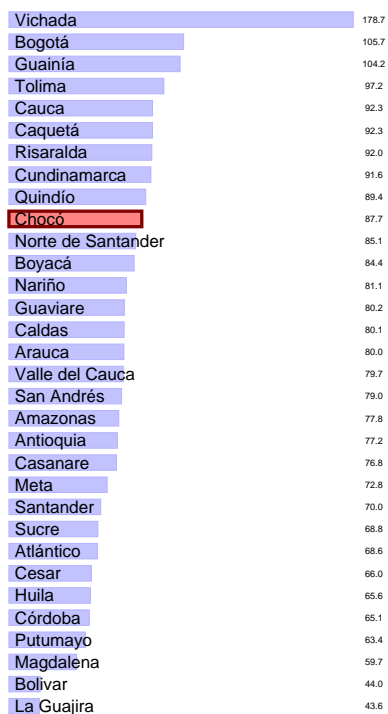 Vichada 178.7
Bogotá 105.7
Guainía 104.2
Tolima 97.2
Cauca 92.3
Caquetá 92.3
Risaralda 92.0
Cundinamarca 91.6
Quindío 89.4
Chocó 87.7
Norte de Santander 85.1
Boyacá 84.4
Nariño 81.1
Guaviare 80.2
Caldas 80.1
Arauca 80.0
Valle del Cauca 79.7
San Andrés 79.0
Amazonas 77.8
Antioquia 77.2
Casanare 76.8
Meta 72.8
Santander 70.0
Sucre 68.8
Atlántico 68.6
Cesar 66.0
Huila 65.6
Córdoba 65.1
Putumayo 63.4
Magdalena 59.7
Bolivar 44.0
La Guajira 43.6